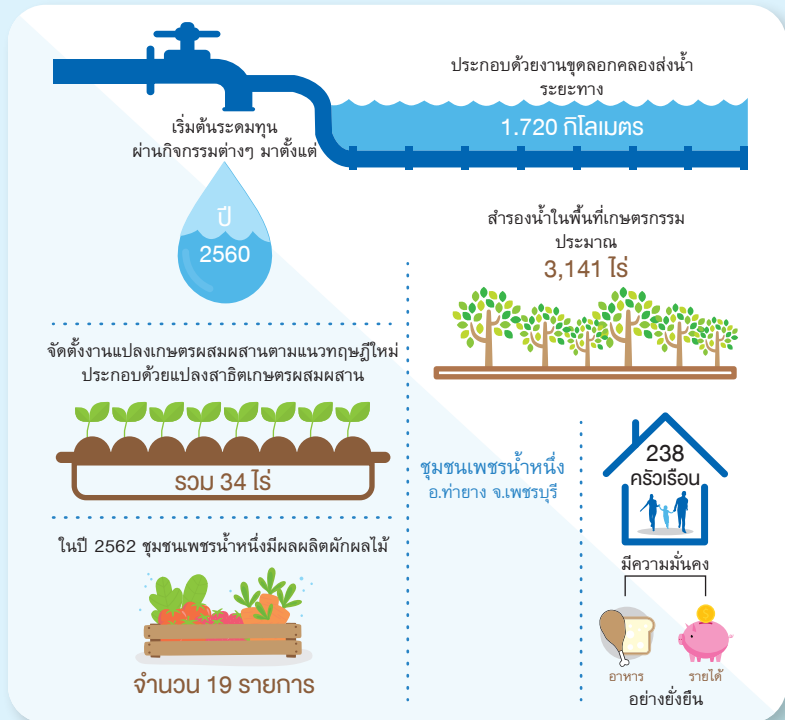 ประกอบด้วยงานขุดลอกคลองส่งน้ำ
ระยะทาง
1.720 กิโลเมตร
เริ่มต้นระดมทุน
ผ่านกิจกรรมต่างๆ มาตั้งแต่
ปี
2560
สำรองน้ำในพื้นที่เกษตรกรรม
ประมาณ
3,141 ไร่
จัดตั้งงานแปลงเกษตรผสมผสานตามแนวทฤษฎีใหม่
ประกอบด้วยแปลงสาธิตเกษตรผสมผสาน
รวม 34 ไร่
ชุมชนเพชรน้ำหนึ่ง
อ.ท่ายาง จ.เพชรบุรี
238
ครัวเรือน
มีความมั่นคง
อาหาร
รายได้
อย่างยั่งยืน
ในปี 2562 ชุมชนเพชรน้ำหนึ่งมีผลผลิตผักผลไม้
จำนวน 19 รายการ